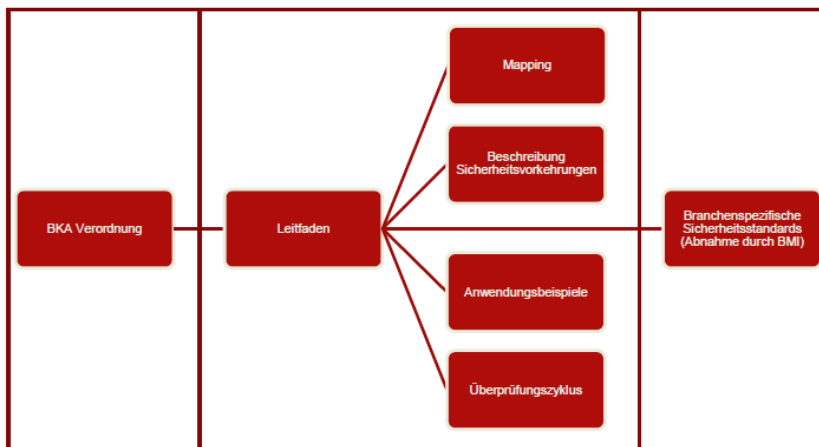 Mapping
Beschreibung
Sicherheitsvorkehrungen
BKA Verordnung
Leitfaden
Branchenspezifische
Sicherheitsstandards
(Abnahme durch BMI)
Anwendungsbeispiele
Überprüfungszyklus